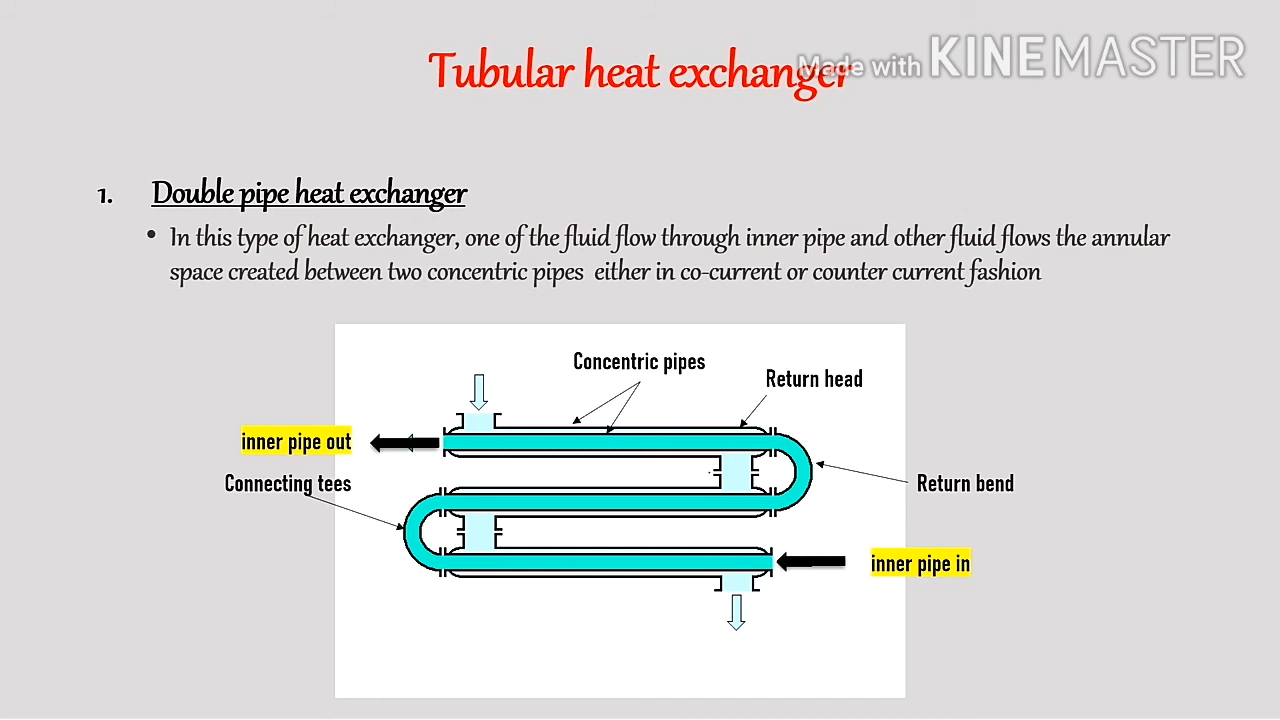 Tubular heat exchanger
Made with KINEMASTER
1. Double pipe heat exchanger
• In this type of heat exchanger, one of the fluid flow through inner pipe and other fluid flows the annular
space created between two concentric pipes either in co-current or counter current fashion
Concentric pipes
Return head
inner pipe out
Connecting tees
Return bend
inner pipe in